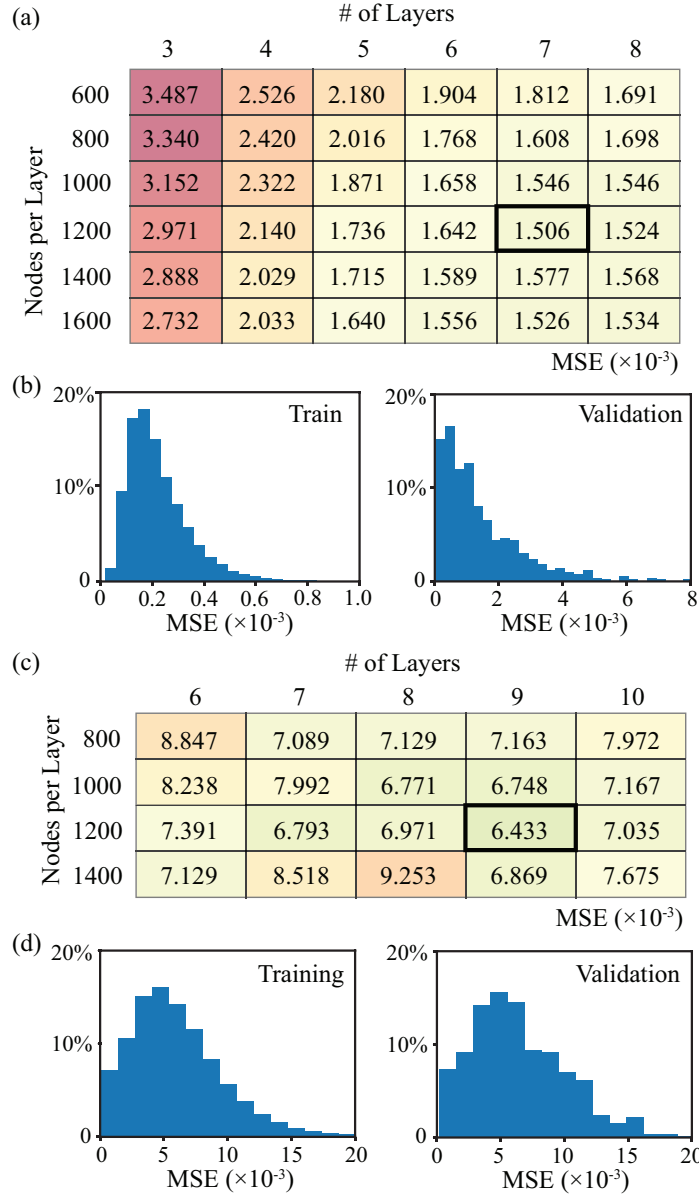 (a)
# of Layers
3 4 5 6 7 8
Nodes per Layer
600 3.487 2.526 2.180 1.904 1.812 1.691
800 3.340 2.420 2.016 1.768 1.608 1.698
1000 3.152 2.322 1.871 1.658 1.546 1.546
1200 2.971 2.140 1.736 1.642 1.506 1.524
1400 2.888 2.029 1.715 1.589 1.577 1.568
1600 2.732 2.033 1.640 1.556 1.526 1.534
MSE (×10⁻³)
(b)
20%
10%
0
Train
0 0.2 0.4 0.6 0.8 1.0
MSE (×10⁻³)
20%
10%
0
Validation
0 2 4 6 8
MSE (×10⁻³)
(c)
# of Layers
6 7 8 9 10
Nodes per Layer
800 8.847 7.089 7.129 7.163 7.972
1000 8.238 7.992 6.771 6.748 7.167
1200 7.391 6.793 6.971 6.433 7.035
1400 7.129 8.518 9.253 6.869 7.675
MSE (×10⁻³)
(d)
20%
10%
0
Training
0 5 10 15 20
MSE (×10⁻³)
20%
10%
0
Validation
0 5 10 15 20
MSE (×10⁻³)